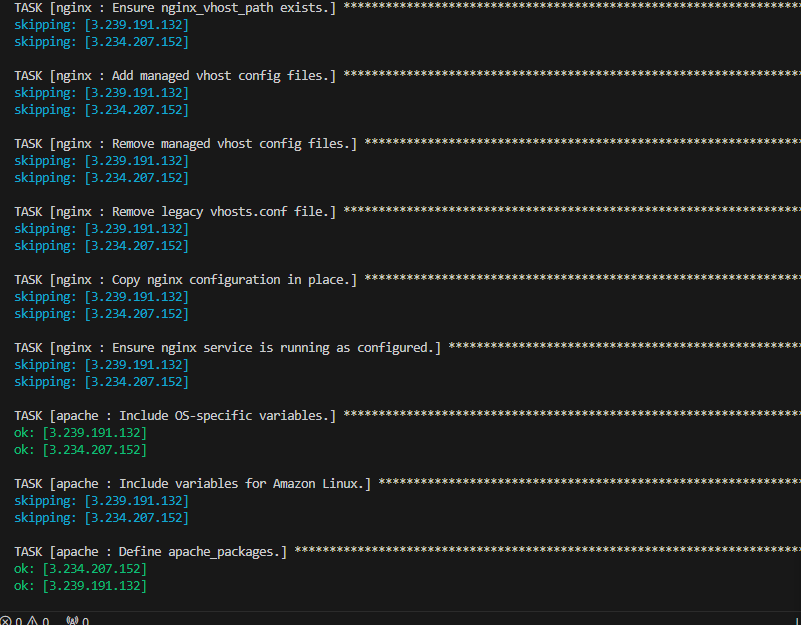 TASK [nginx : Ensure nginx_vhost_path exists.] *****************************************************************
skipping: [3.239.191.132]
skipping: [3.234.207.152]
TASK [nginx : Add managed vhost config files.] *****************************************************************
skipping: [3.239.191.132]
skipping: [3.234.207.152]
TASK [nginx : Remove managed vhost config files.] **************************************************************
skipping: [3.239.191.132]
skipping: [3.234.207.152]
TASK [nginx : Remove legacy vhosts.conf file.] *****************************************************************
skipping: [3.239.191.132]
skipping: [3.234.207.152]
TASK [nginx : Copy nginx configuration in place.] **************************************************************
skipping: [3.239.191.132]
skipping: [3.234.207.152]
TASK [nginx : Ensure nginx service is running as configured.] **************************************************
skipping: [3.239.191.132]
skipping: [3.234.207.152]
TASK [apache : Include OS-specific variables.] *****************************************************************
ok: [3.239.191.132]
ok: [3.234.207.152]
TASK [apache : Include variables for Amazon Linux.] ************************************************************
skipping: [3.239.191.132]
skipping: [3.234.207.152]
TASK [apache : Define apache_packages.] ************************************************************************
ok: [3.234.207.152]
ok: [3.239.191.132]
0 0 0